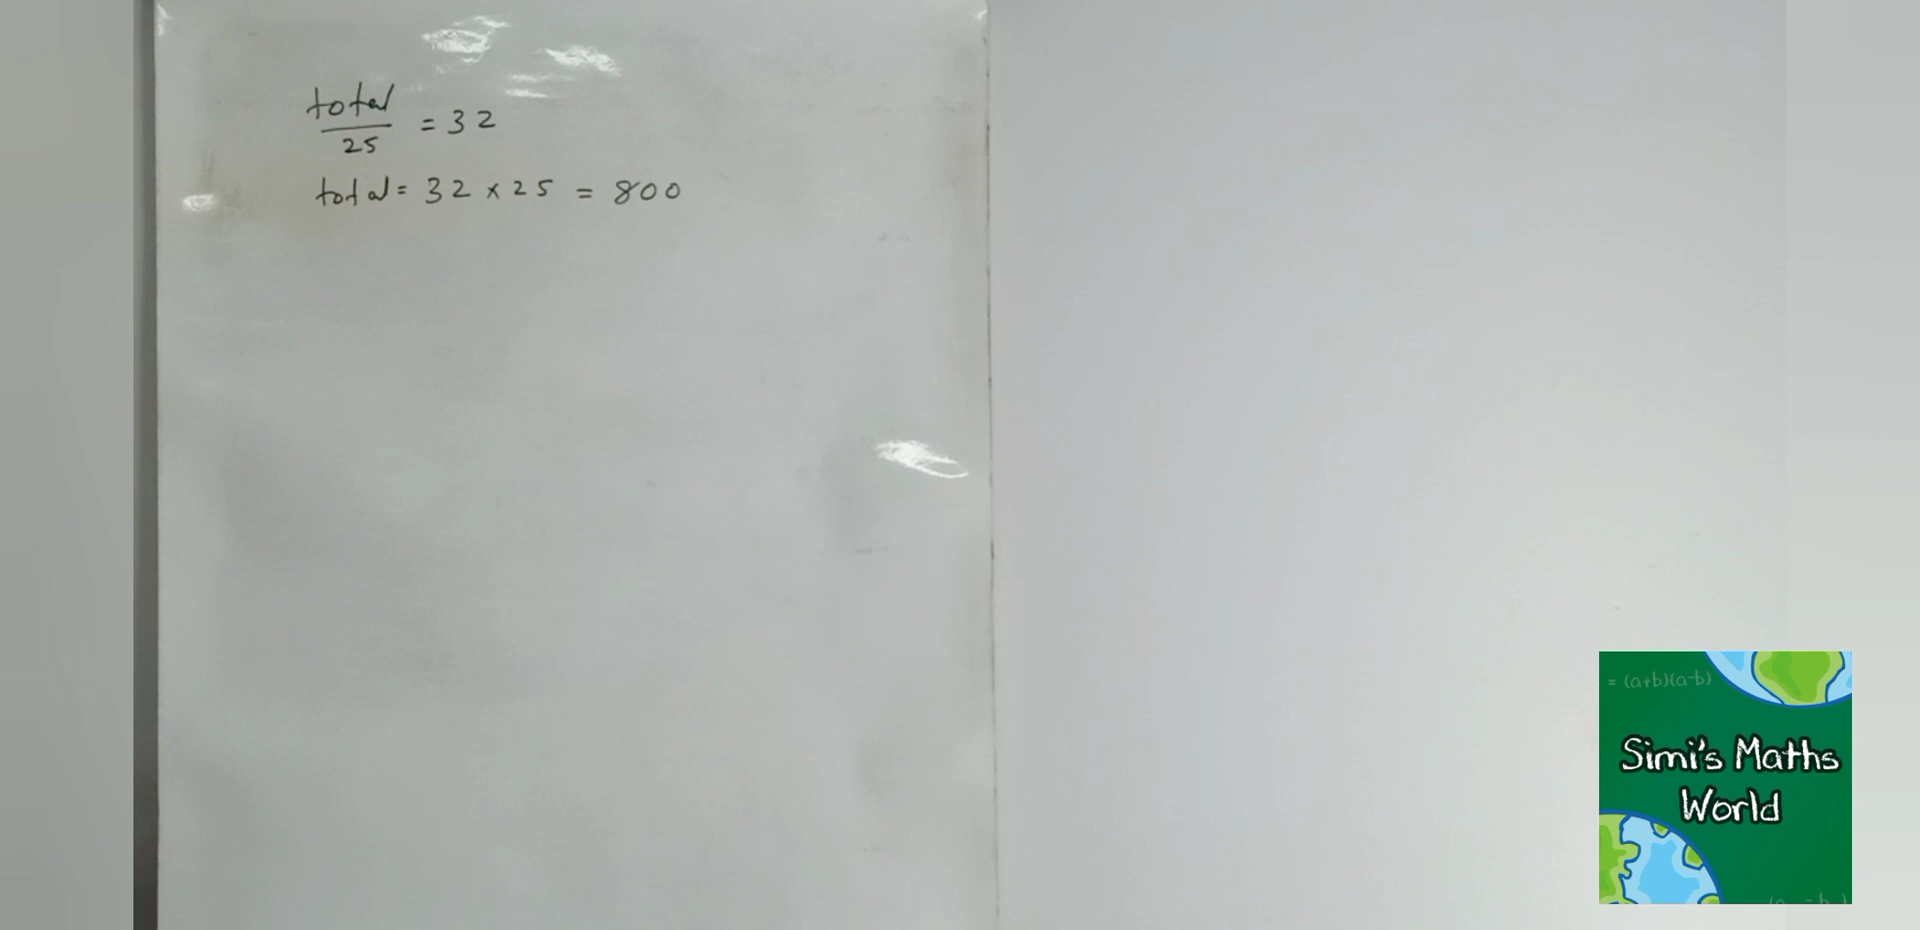 total
25
= 32
total = 32 × 25 = 800
= (a+b)(a-b)
Simi's Maths
World